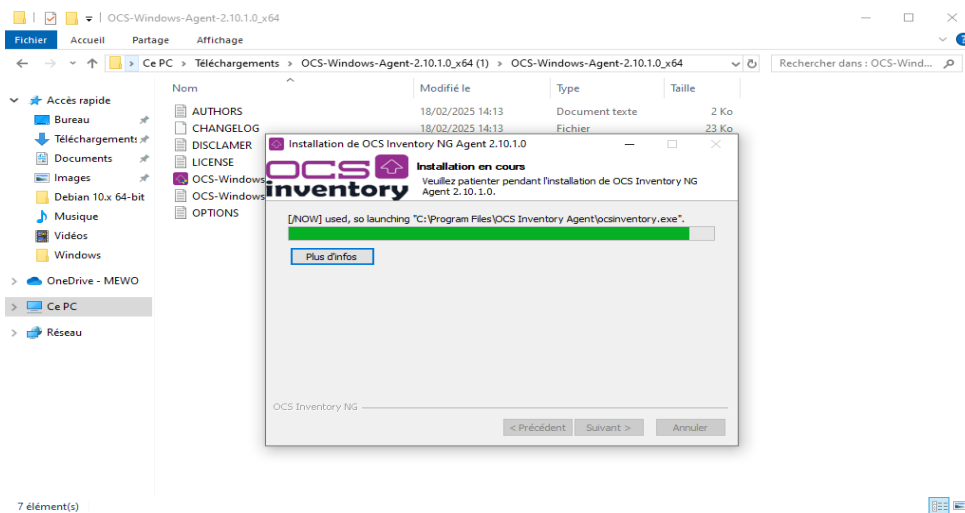 OCS-Windows-Agent-2.10.1.0_x64
Fichier Accueil Partage Affichage
Ce PC > Téléchargements > OCS-Windows-Agent-2.10.1.0_x64 (1) > OCS-Windows-Agent-2.10.1.0_x64
Rechercher dans : OCS-Wind...
Nom Modifié le Type Taille
Accès rapide
Bureau
Téléchargements
Documents
Images
Debian 10.x 64-bit
Musique
Vidéos
Windows
OneDrive - MEWO
Ce PC
Réseau
AUTHORS 18/02/2025 14:13 Document texte 2 Ko
CHANGELOG 18/02/2025 14:13 Fichier 23 Ko
DISCLAMER
LICENSE
OCS-Windows
OCS-Windows
OPTIONS
Installation de OCS Inventory NG Agent 2.10.1.0
OCS
inventory
Installation en cours
Veuillez patienter pendant l'installation de OCS Inventory NG
Agent 2.10.1.0.
[/NOW] used, so launching "C:\Program Files\OCS Inventory Agent\ocsinventory.exe".
Plus d'infos
OCS Inventory NG
< Précédent Suivant > Annuler
7 élément(s)